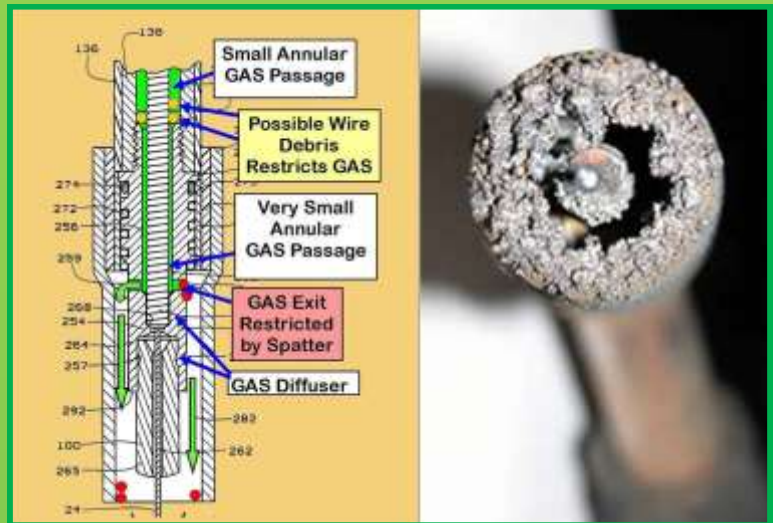 138
136
Small Annular
GAS Passage
Possible Wire
Debris
Restricts GAS
274
272
256
259
Very Small
Annular
GAS Passage
268
254
264
257
GAS Exit
Restricted
by Spatter
GAS Diffuser
292
282
100
262
265
24